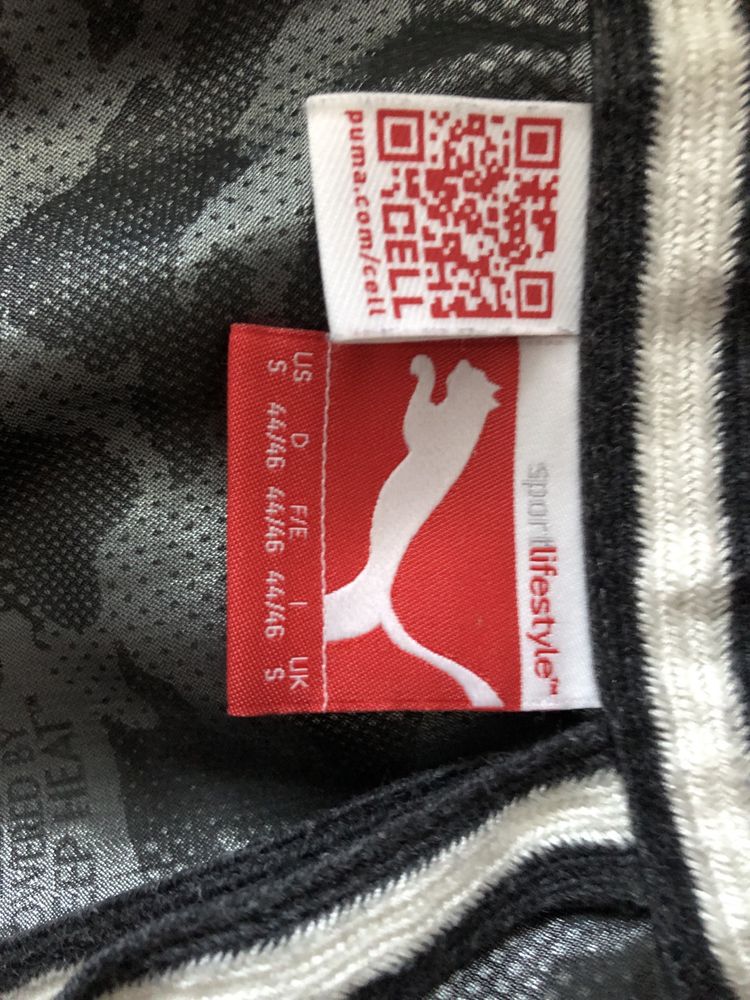 CELL
puma.com/cell
sportlifestyle™
US D F/E I UK
S 44/46 44/46 44/46 S